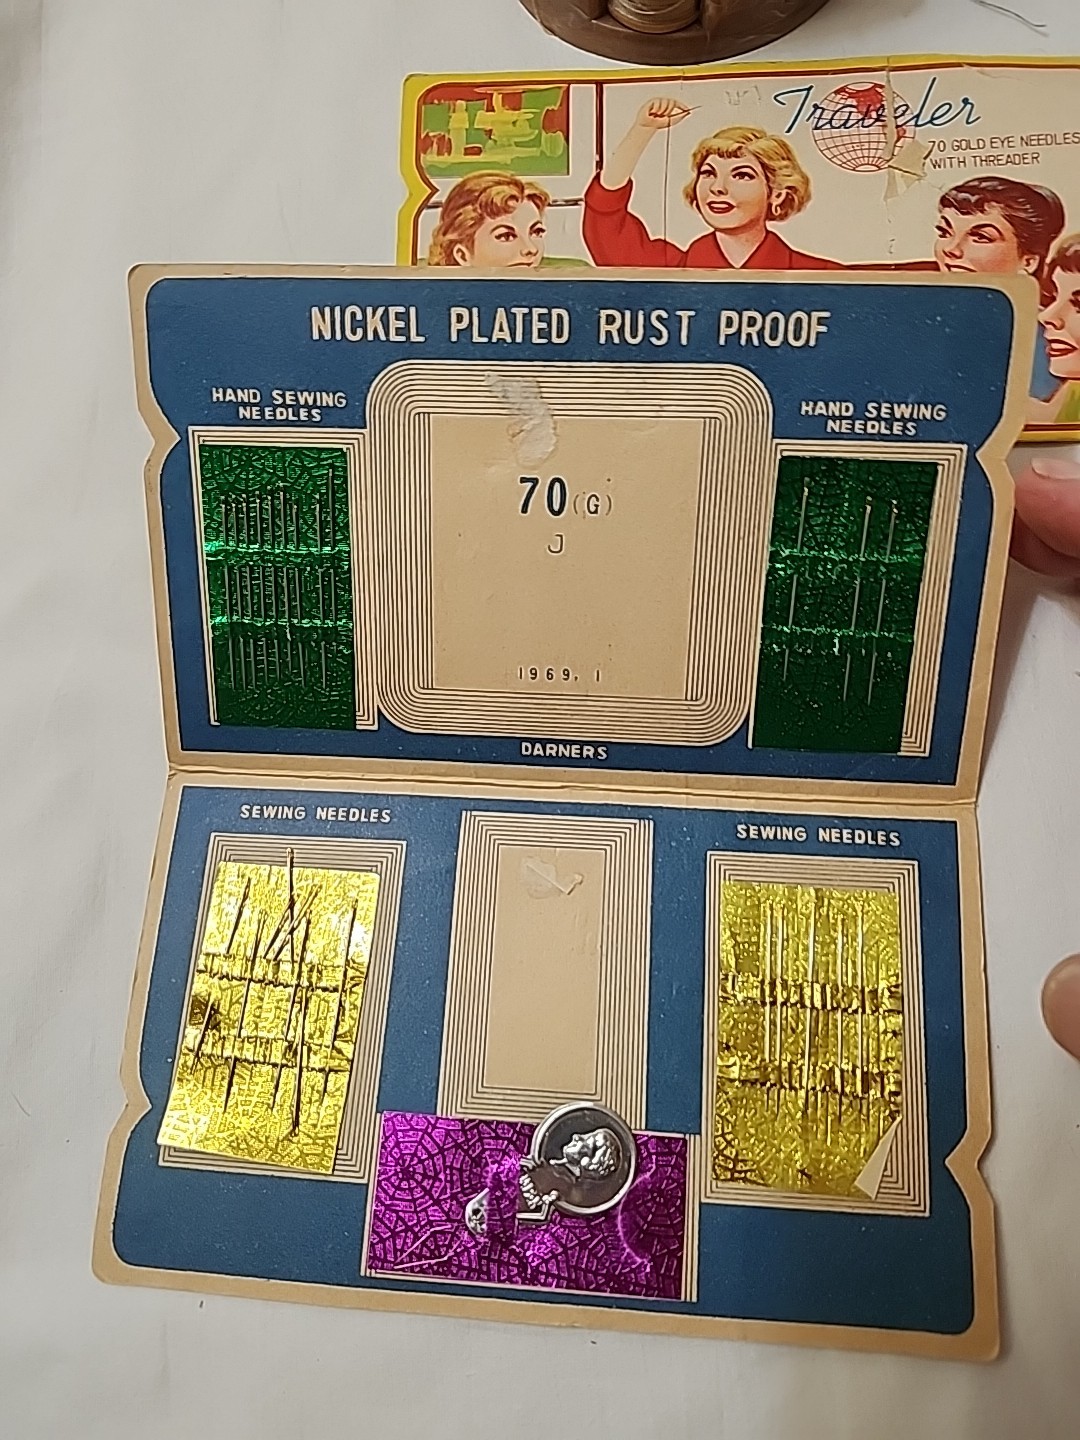 Traveler
70 GOLD EYE NEEDLES
WITH THREADER
NICKEL PLATED RUST PROOF
HAND SEWING
NEEDLES
HAND SEWING
NEEDLES
70 (G)
J
1969. 1
DARNERS
SEWING NEEDLES
SEWING NEEDLES